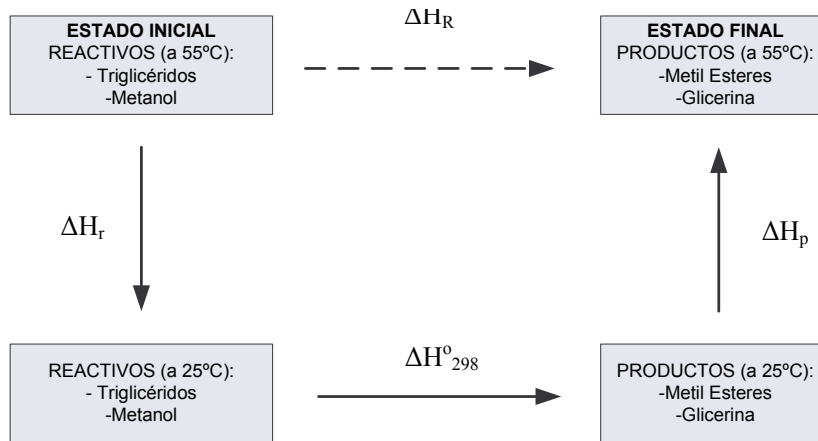 ESTADO INICIAL
REACTIVOS (a 55ºC):
- Triglicéridos
-Metanol
ΔH_R
ESTADO FINAL
PRODUCTOS (a 55ºC):
-Metil Esteres
-Glicerina
ΔH_r
ΔH_p
REACTIVOS (a 25ºC):
- Triglicéridos
-Metanol
ΔHº_298
PRODUCTOS (a 25ºC):
-Metil Esteres
-Glicerina